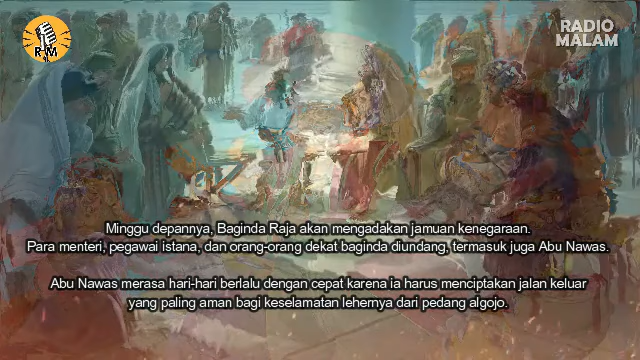 RM
RADIO
MALAM
Minggu depannya, Baginda Raja akan mengadakan jamuan kenegaraan.
Para menteri, pegawai istana, dan orang-orang dekat baginda diundang, termasuk juga Abu Nawas.
Abu Nawas merasa hari-hari berlalu dengan cepat karena ia harus menciptakan jalan keluar
yang paling aman bagi keselamatan lehernya dari pedang algojo.